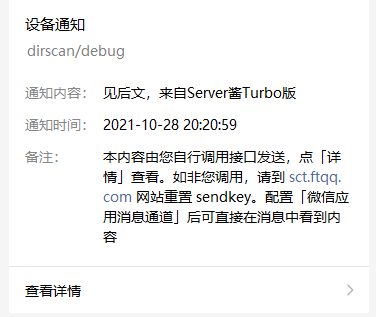 设备通知
dirscan/debug
通知内容： 见后文，来自Server酱Turbo版
通知时间： 2021-10-28 20:20:59
备注： 本内容由您自行调用接口发送，点「详
情」查看。如非您调用，请到 sct.ftqq.
com 网站重置 sendkey。配置「微信应
用消息通道」后可直接在消息中看到内
容
查看详情